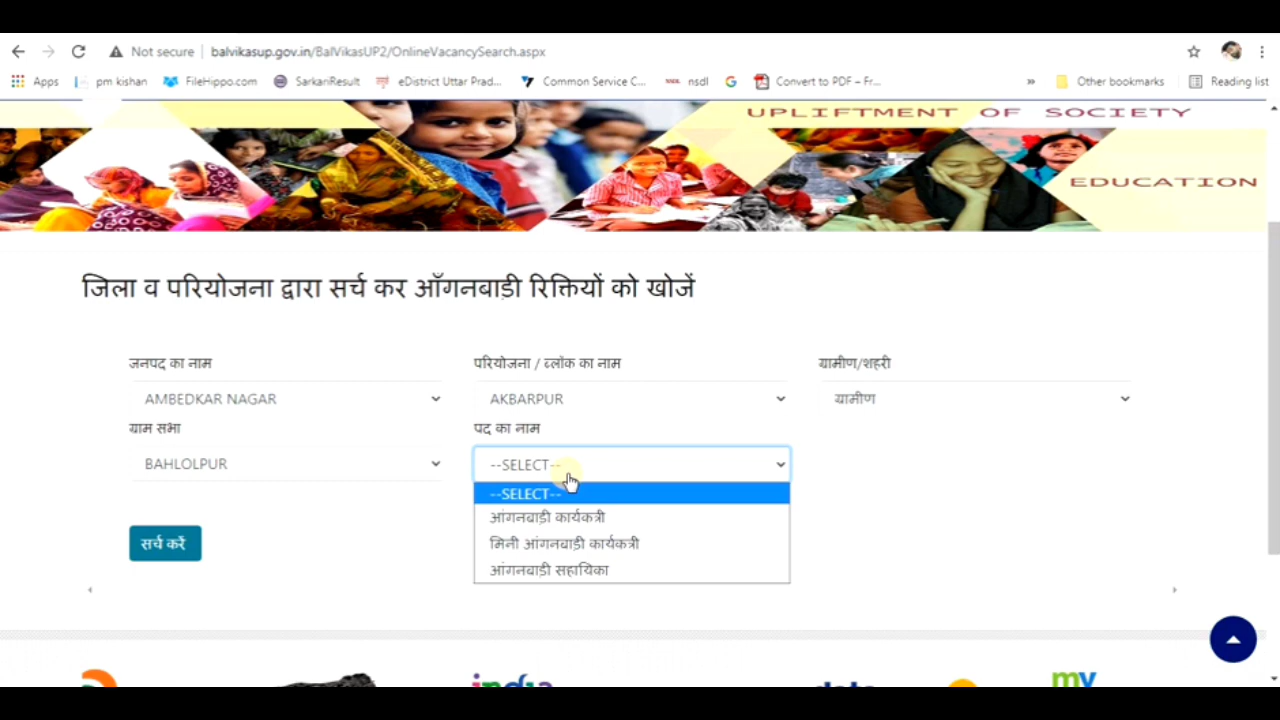 Not secure | balvikasup.gov.in/BalVikasUP2/OnlineVacancySearch.aspx
Apps pm kishan FileHippo.com SarkariResult eDistrict Uttar Prad... Common Service C... nsdl Convert to PDF – Fr... » Other bookmarks Reading list
UPLIFTMENT OF SOCIETY
EDUCATION
जिला व परियोजना द्वारा सर्च कर आँगनबाड़ी रिक्तियों को खोजें
जनपद का नाम परियोजना / ब्लॉक का नाम ग्रामीण/शहरी
AMBEDKAR NAGAR AKBARPUR ग्रामीण
ग्राम सभा पद का नाम
BAHLOLPUR --SELECT--
--SELECT--
आंगनबाड़ी कार्यकत्री
मिनी आंगनबाड़ी कार्यकत्री
आंगनबाड़ी सहायिका
सर्च करें
my